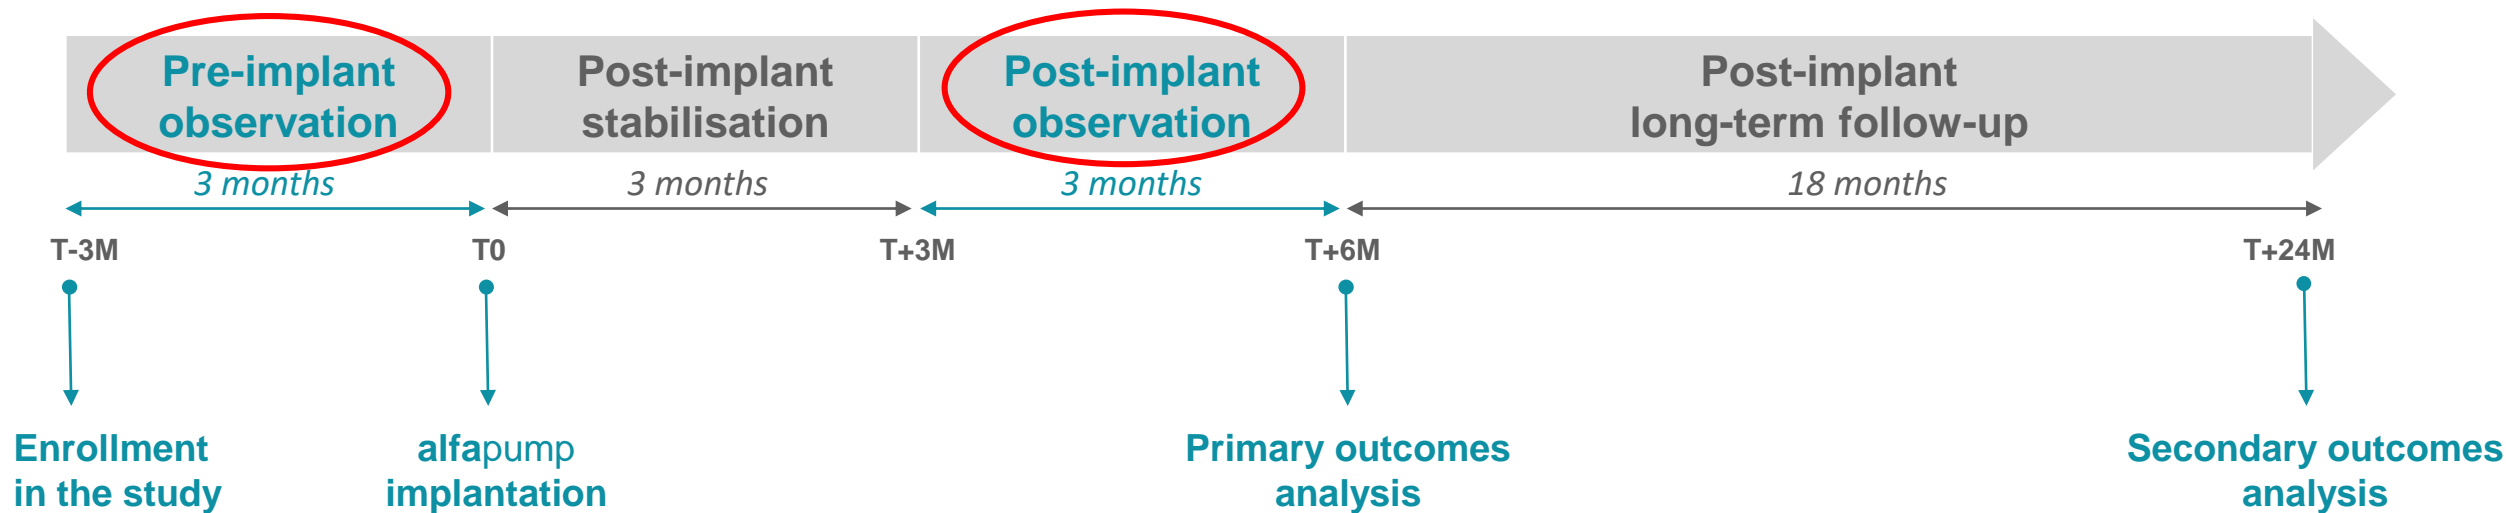 Pre-implant
observation
Post-implant
stabilisation
Post-implant
observation
Post-implant
long-term follow-up
3 months
3 months
3 months
18 months
T-3M
T0
T+3M
T+6M
T+24M
Enrollment
in the study
alfapump
implantation
Primary outcomes
analysis
Secondary outcomes
analysis